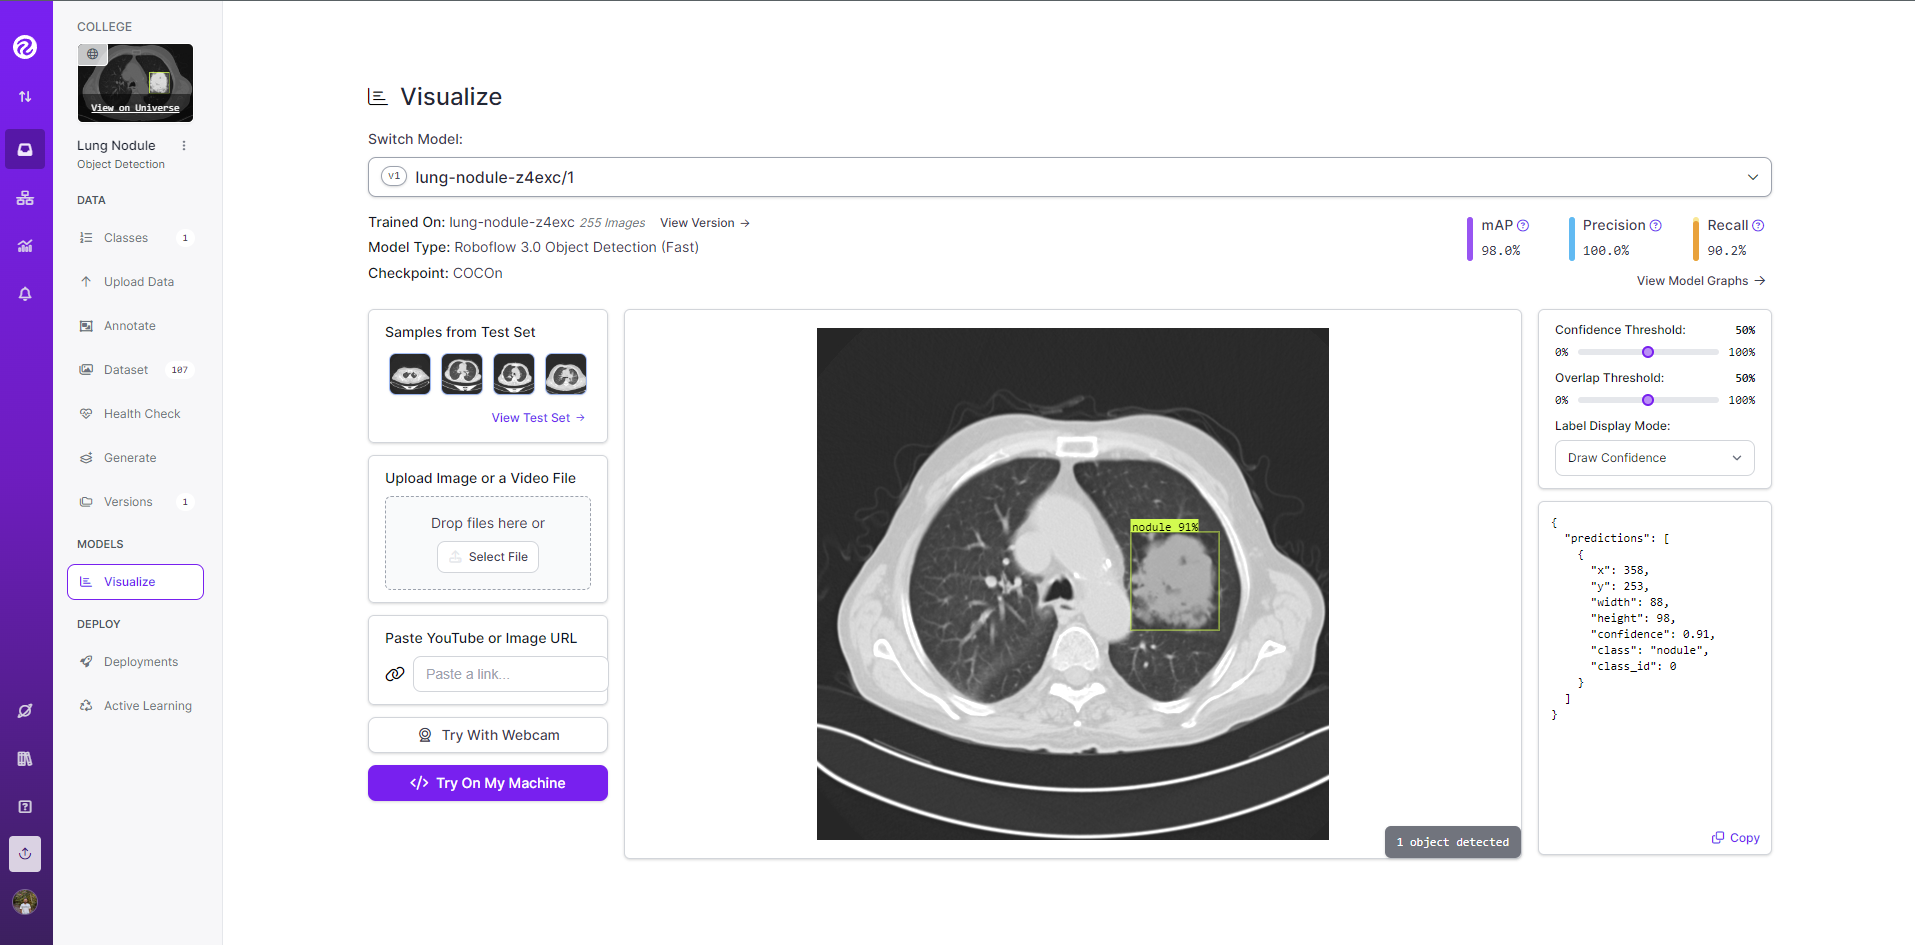 COLLEGE
View on Universe
Lung Nodule
Object Detection
DATA
Classes 1
Upload Data
Annotate
Dataset 107
Health Check
Generate
Versions 1
MODELS
Visualize
DEPLOY
Deployments
Active Learning
Visualize
Switch Model:
v1 lung-nodule-z4exc/1
Trained On: lung-nodule-z4exc 255 Images View Version →
Model Type: Roboflow 3.0 Object Detection (Fast)
Checkpoint: COCOn
mAP ? Precision ? Recall ?
98.0% 100.0% 90.2%
View Model Graphs →
Samples from Test Set
View Test Set →
Upload Image or a Video File
Drop files here or
Select File
Paste YouTube or Image URL
Paste a link...
Try With Webcam
</> Try On My Machine
nodule 91%
1 object detected
Confidence Threshold: 50%
0% 100%
Overlap Threshold: 50%
0% 100%
Label Display Mode:
Draw Confidence
{
"predictions": [
{
"x": 358,
"y": 253,
"width": 88,
"height": 98,
"confidence": 0.91,
"class": "nodule",
"class_id": 0
}
]
}
Copy